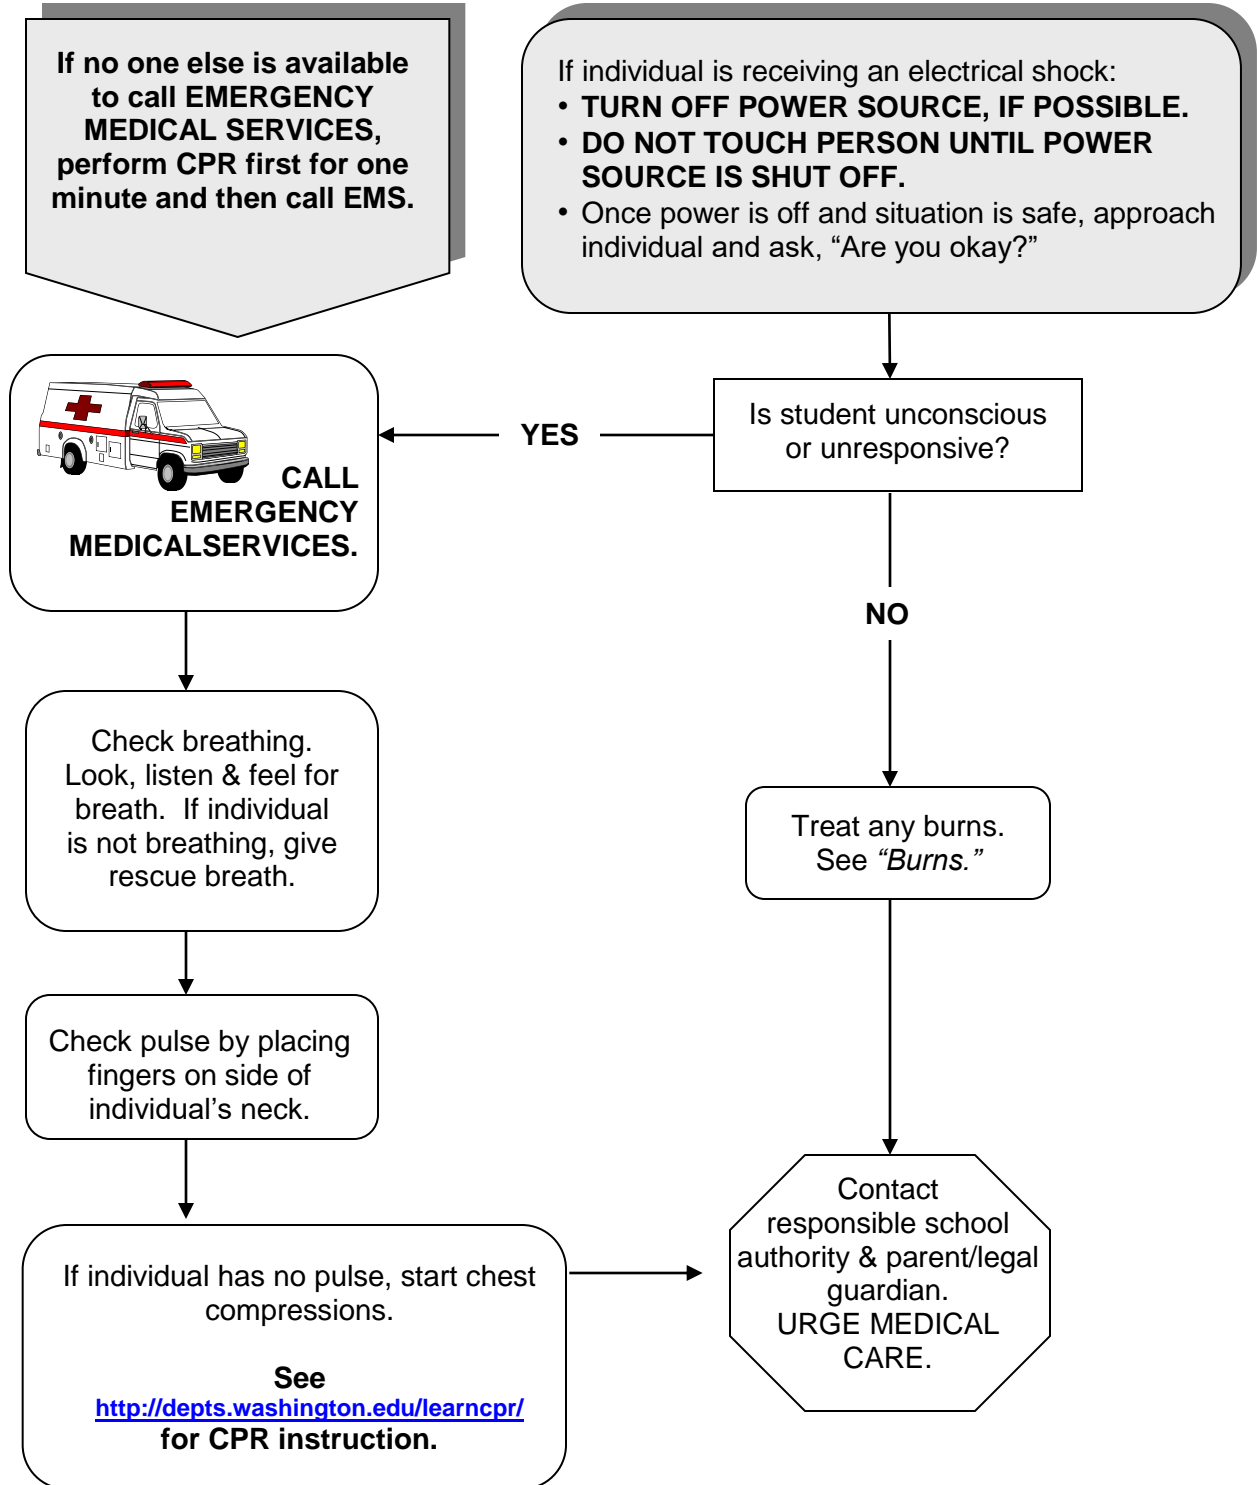 If no one else is available
to call EMERGENCY
MEDICAL SERVICES,
perform CPR first for one
minute and then call EMS.
If individual is receiving an electrical shock:
• TURN OFF POWER SOURCE, IF POSSIBLE.
• DO NOT TOUCH PERSON UNTIL POWER
SOURCE IS SHUT OFF.
• Once power is off and situation is safe, approach
individual and ask, “Are you okay?”
Is student unconscious
or unresponsive?
YES
CALL
EMERGENCY
MEDICALSERVICES.
NO
Check breathing.
Look, listen & feel for
breath.  If individual
is not breathing, give
rescue breath.
Treat any burns.
See “Burns.”
Check pulse by placing
fingers on side of
individual’s neck.
If individual has no pulse, start chest
compressions.
See
http://depts.washington.edu/learncpr/
for CPR instruction.
Contact
responsible school
authority & parent/legal
guardian.
URGE MEDICAL
CARE.